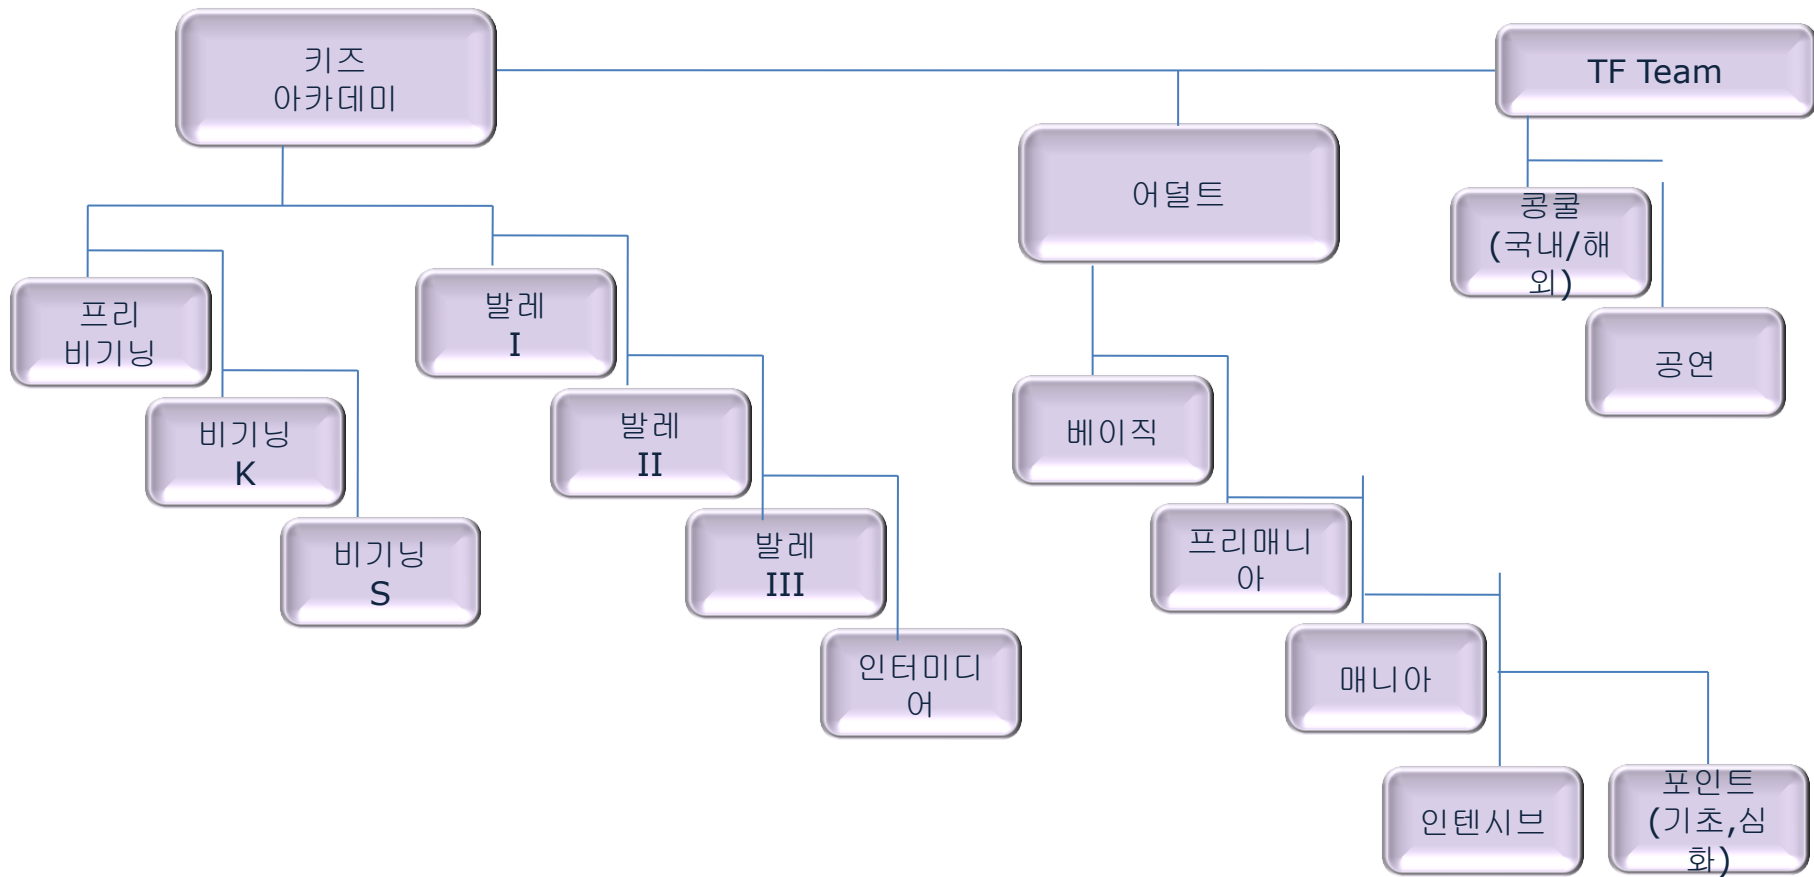 키즈
아카데미
TF Team
어덜트
콩쿨
(국내/해
외)
공연
프리
비기닝
비기닝
K
비기닝
S
발레
I
발레
II
발레
III
인터미디
어
베이직
프리매니
아
매니아
인텐시브
포인트
(기초,심
화)